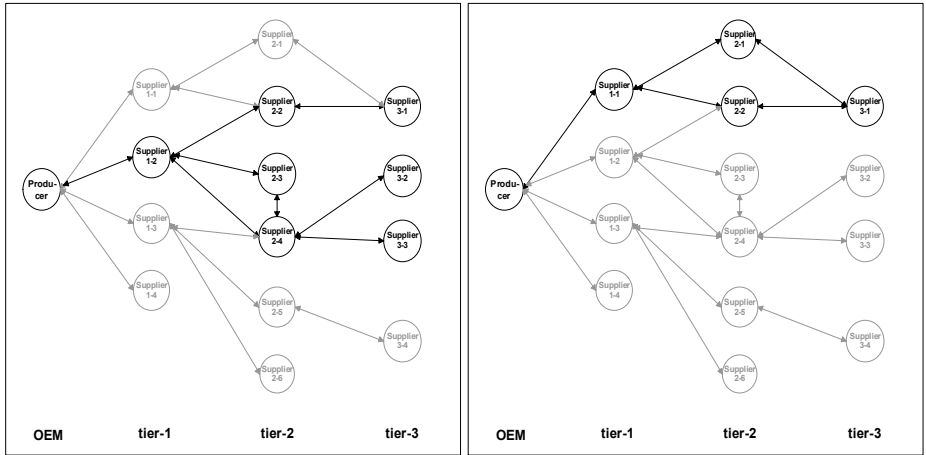 Supplier
2-1
Supplier
1-1
Supplier
2-2
Supplier
3-1
Supplier
1-2
Supplier
2-3
Supplier
3-2
Produ-
cer
Supplier
1-3
Supplier
2-4
Supplier
3-3
Supplier
1-4
Supplier
2-5
Supplier
3-4
Supplier
2-6
OEM tier-1 tier-2 tier-3
Supplier
2-1
Supplier
1-1
Supplier
2-2
Supplier
3-1
Supplier
1-2
Supplier
2-3
Supplier
3-2
Produ-
cer
Supplier
1-3
Supplier
2-4
Supplier
3-3
Supplier
1-4
Supplier
2-5
Supplier
3-4
Supplier
2-6
OEM tier-1 tier-2 tier-3